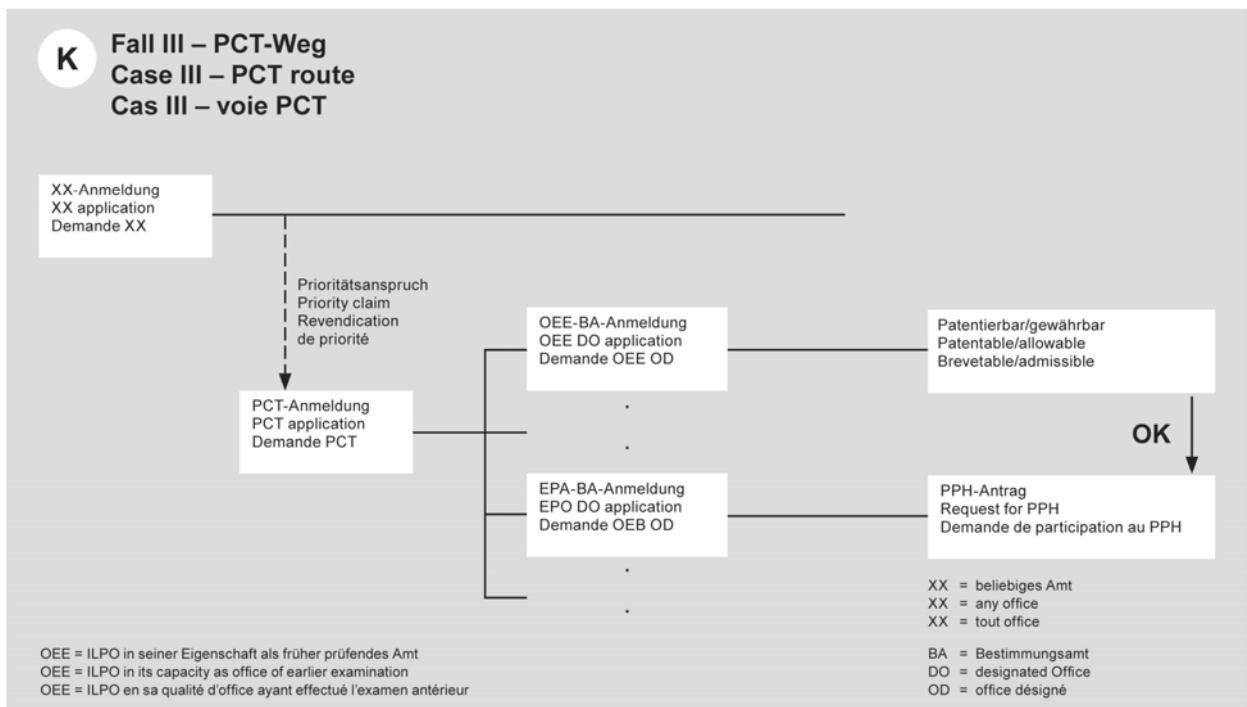 K
Fall III – PCT-Weg
Case III – PCT route
Cas III – voie PCT
XX-Anmeldung
XX application
Demande XX
Prioritätsanspruch
Priority claim
Revendication
de priorité
PCT-Anmeldung
PCT application
Demande PCT
OEE-BA-Anmeldung
OEE DO application
Demande OEE OD
EPA-BA-Anmeldung
EPO DO application
Demande OEB OD
Patentierbar/gewährbar
Patentable/allowable
Brevetable/admissible
OK
PPH-Antrag
Request for PPH
Demande de participation au PPH
XX = beliebiges Amt
XX = any office
XX = tout office
BA = Bestimmungsamt
DO = designated Office
OD = office désigné
OEE = ILPO in seiner Eigenschaft als früher prüfendes Amt
OEE = ILPO in its capacity as office of earlier examination
OEE = ILPO en sa qualité d'office ayant effectué l'examen antérieur